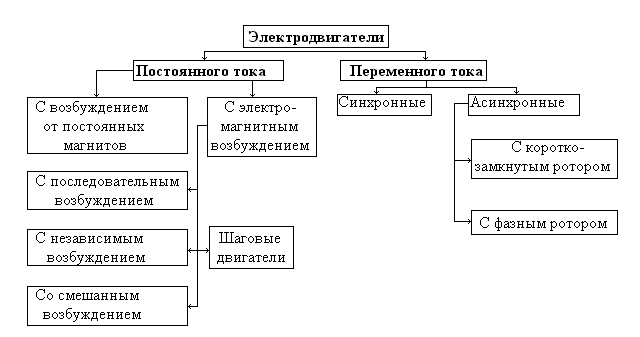 Электродвигатели
Постоянного тока
Переменного тока
С возбуждением
от постоянных
магнитов
С электро-
магнитным
возбуждением
Синхронные
Асинхронные
С коротко-
замкнутым ротором
С последовательным
возбуждением
С фазным ротором
С независимым
возбуждением
Шаговые
двигатели
Со смешанным
возбуждением